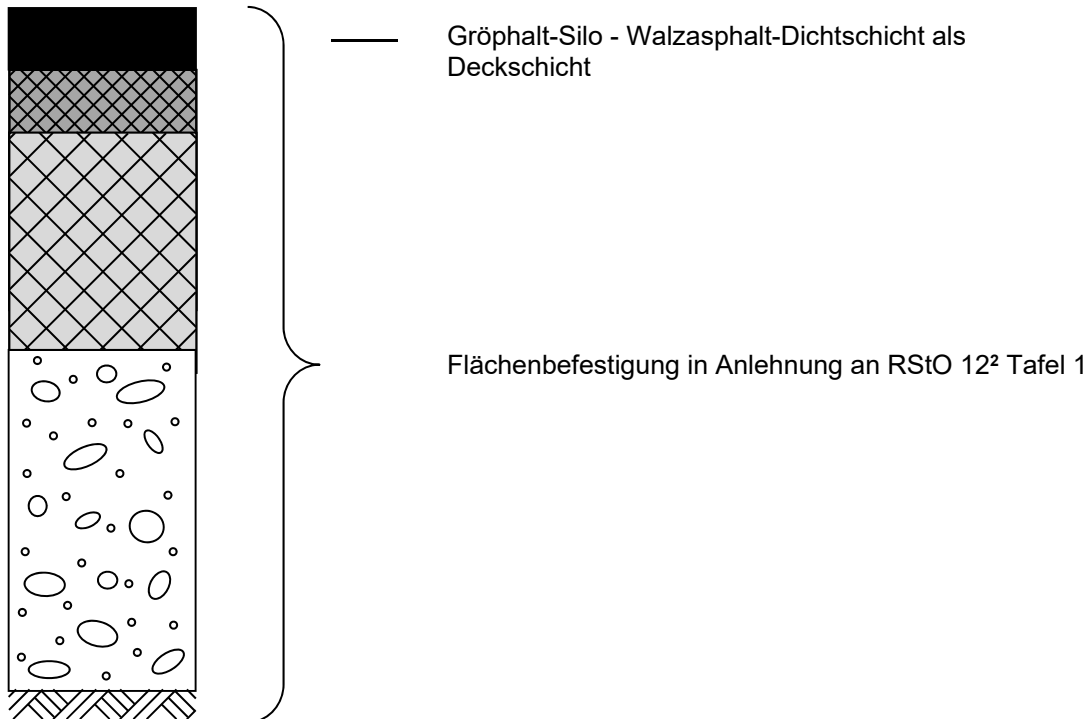 Gröphalt-Silo - Walzasphalt-Dichtschicht als
Deckschicht
Flächenbefestigung in Anlehnung an RStO 12² Tafel 1